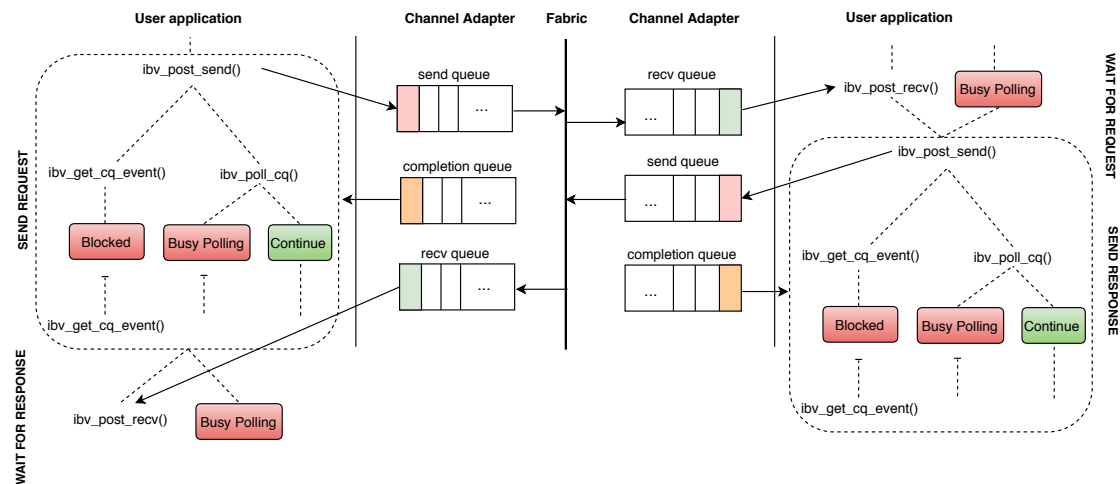 User application
Channel Adapter
Fabric
Channel Adapter
User application
SEND REQUEST
ibv_post_send()
ibv_get_cq_event()
ibv_poll_cq()
Blocked
Busy Polling
Continue
ibv_get_cq_event()
WAIT FOR RESPONSE
ibv_post_recv()
Busy Polling
send queue
...
completion queue
...
recv queue
...
recv queue
...
send queue
...
completion queue
...
WAIT FOR REQUEST
ibv_post_recv()
Busy Polling
SEND RESPONSE
ibv_post_send()
ibv_get_cq_event()
ibv_poll_cq()
Blocked
Busy Polling
Continue
ibv_get_cq_event()